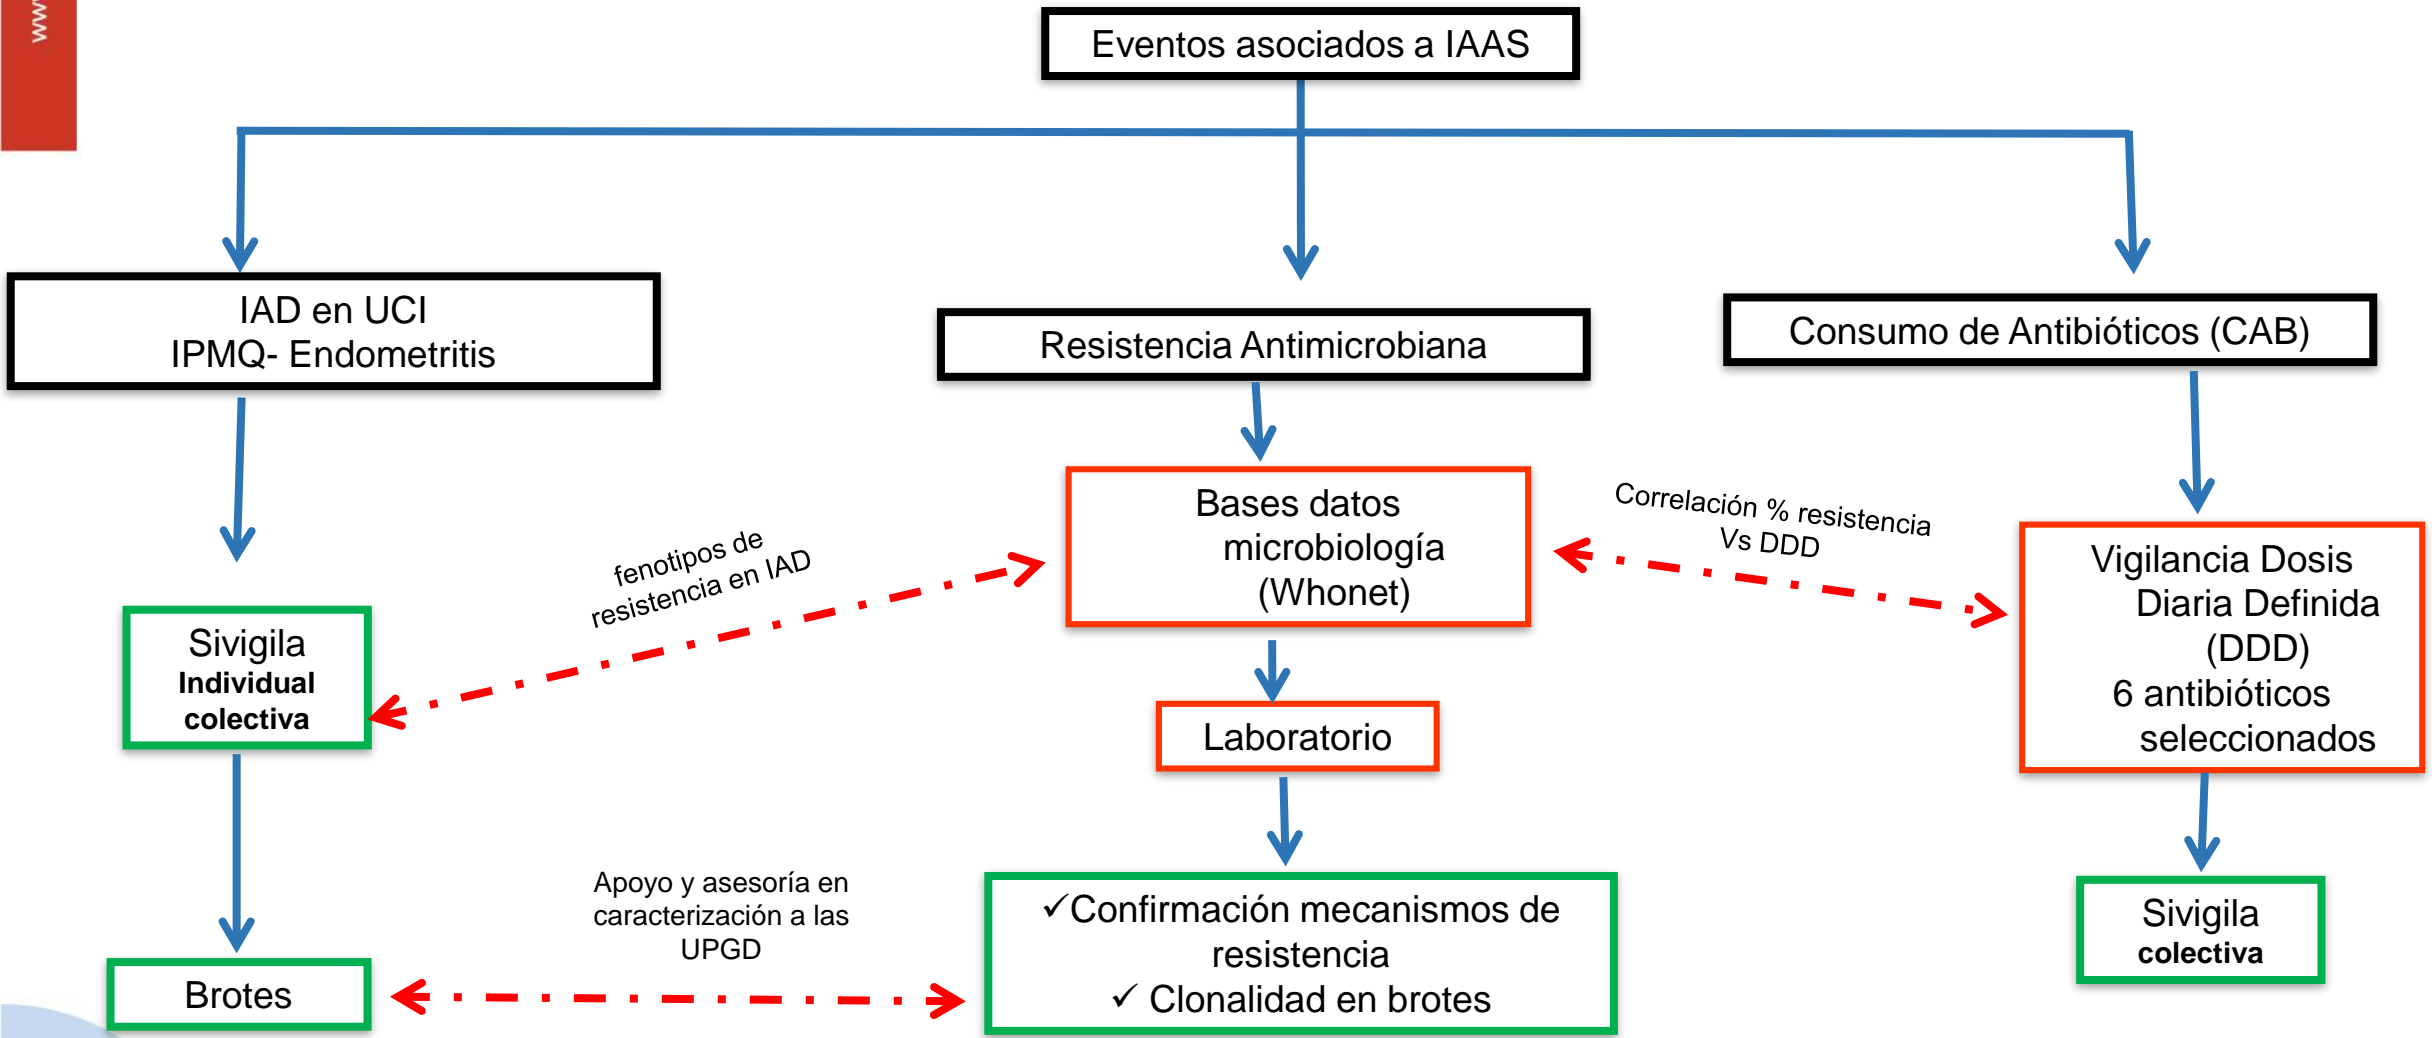 www
Eventos asociados a IAAS
IAD en UCI
IPMQ- Endometritis
Resistencia Antimicrobiana
Consumo de Antibióticos (CAB)
fenotipos de
resistencia en IAD
Bases datos
microbiología
(Whonet)
Correlación % resistencia
Vs DDD
Vigilancia Dosis
Diaria Definida
(DDD)
6 antibióticos
seleccionados
Sivigila
Individual
colectiva
Laboratorio
Apoyo y asesoría en
caracterización a las
UPGD
✓Confirmación mecanismos de
resistencia
✓ Clonalidad en brotes
Sivigila
colectiva
Brotes